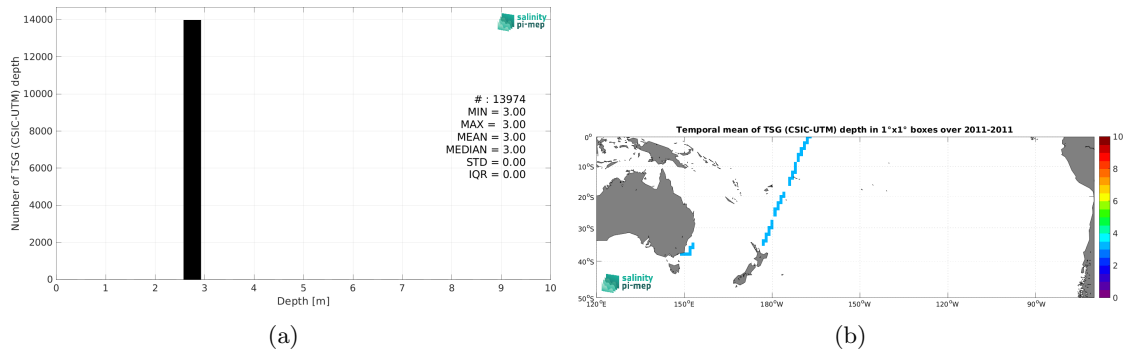 14000
12000
10000
8000
6000
4000
2000
0
Number of TSG (CSIC-UTM) depth
0 1 2 3 4 5 6 7 8 9 10
Depth [m]
salinity
pi-mep
# : 13974
MIN = 3.00
MAX = 3.00
MEAN = 3.00
MEDIAN = 3.00
STD = 0.00
IQR = 0.00
(a)
Temporal mean of TSG (CSIC-UTM) depth in 1°x1° boxes over 2011-2011
0°
10°S
20°S
30°S
40°S
50°S
120°E 150°E 180°W 150°W 120°W 90°W
salinity
pi-mep
10
8
6
4
2
0
(b)